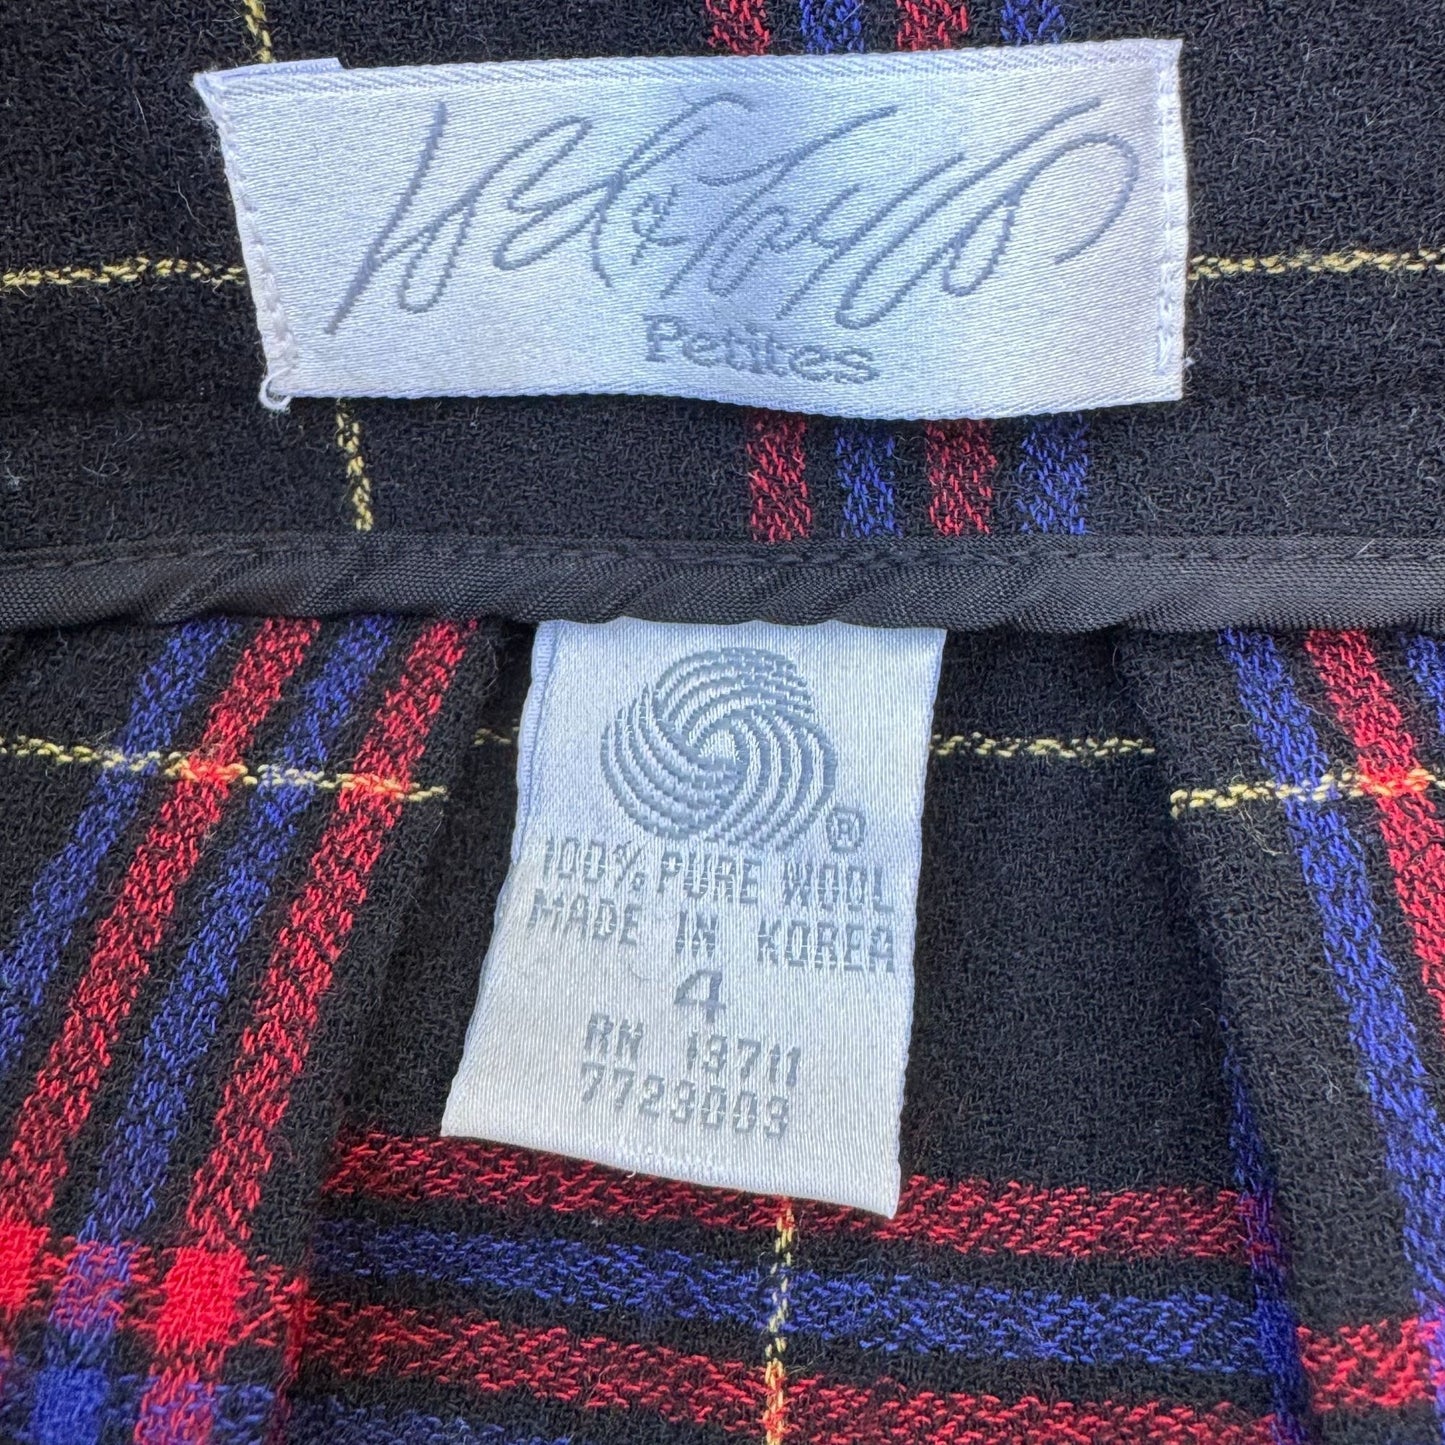 Petites
®
100% PURE WOOL
MADE IN KOREA
4
RN 13711
7723003